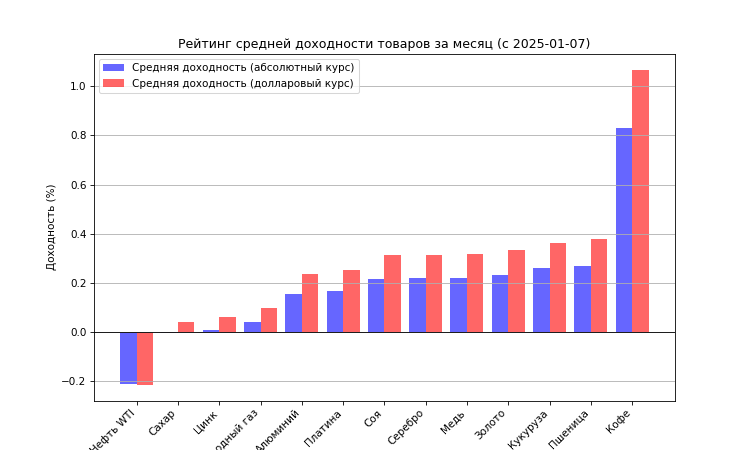 Рейтинг средней доходности товаров за месяц (с 2025-01-07)
Средняя доходность (абсолютный курс)
Средняя доходность (долларовый курс)
Доходность (%)
1.0
0.8
0.6
0.4
0.2
0.0
−0.2
Нефть WTI
Сахар
Цинк
газ
Алюминий
Платина
Соя
Серебро
Медь
Золото
Кукуруза
Пшеница
Кофе